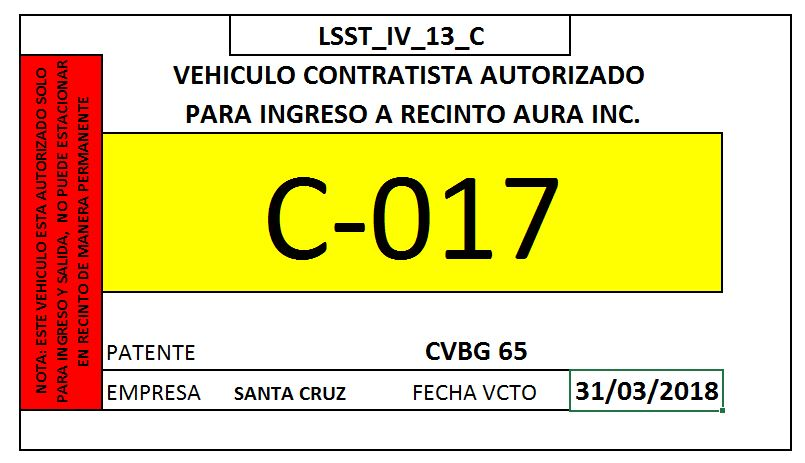 LSST_IV_13_C
VEHICULO CONTRATISTA AUTORIZADO
PARA INGRESO A RECINTO AURA INC.
NOTA: ESTE VEHICULO ESTA AUTORIZADO SOLO
PARA INGRESO Y SALIDA, NO PUEDE ESTACIONAR
EN RECINTO DE MANERA PERMANENTE
C-017
PATENTE CVBG 65
EMPRESA SANTA CRUZ FECHA VCTO 31/03/2018